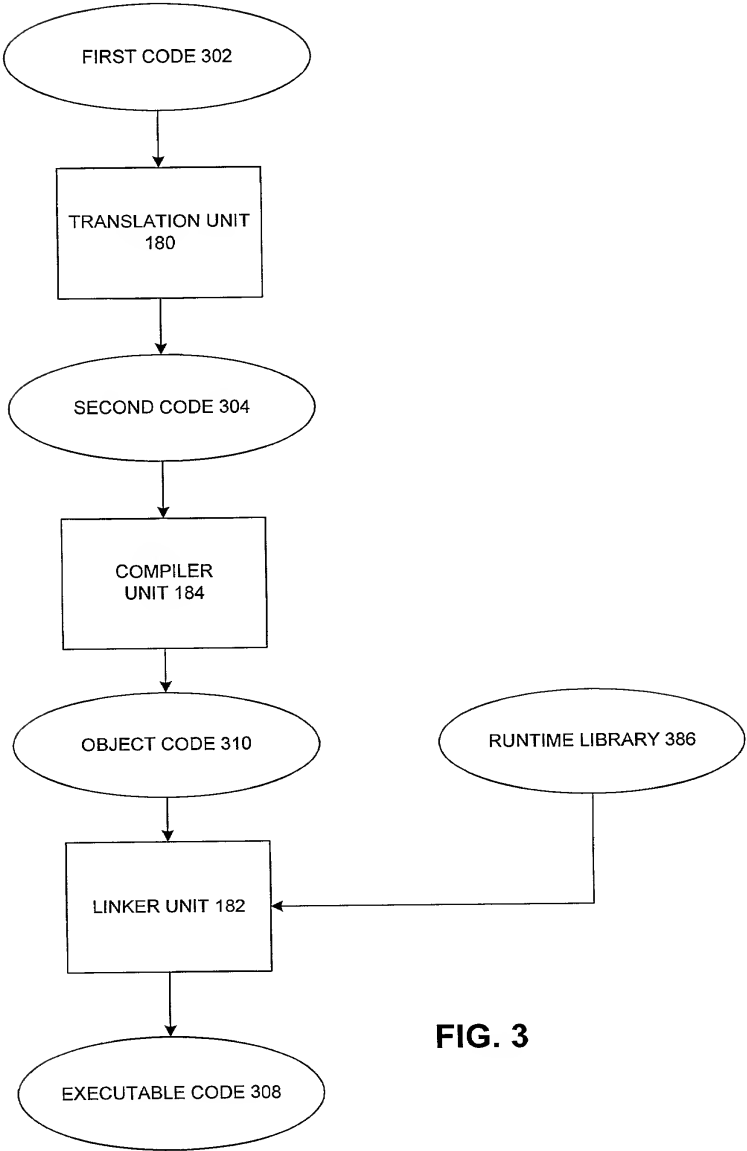 FIRST CODE 302
TRANSLATION UNIT
180
SECOND CODE 304
COMPILER
UNIT 184
OBJECT CODE 310
RUNTIME LIBRARY 386
LINKER UNIT 182
FIG. 3
EXECUTABLE CODE 308